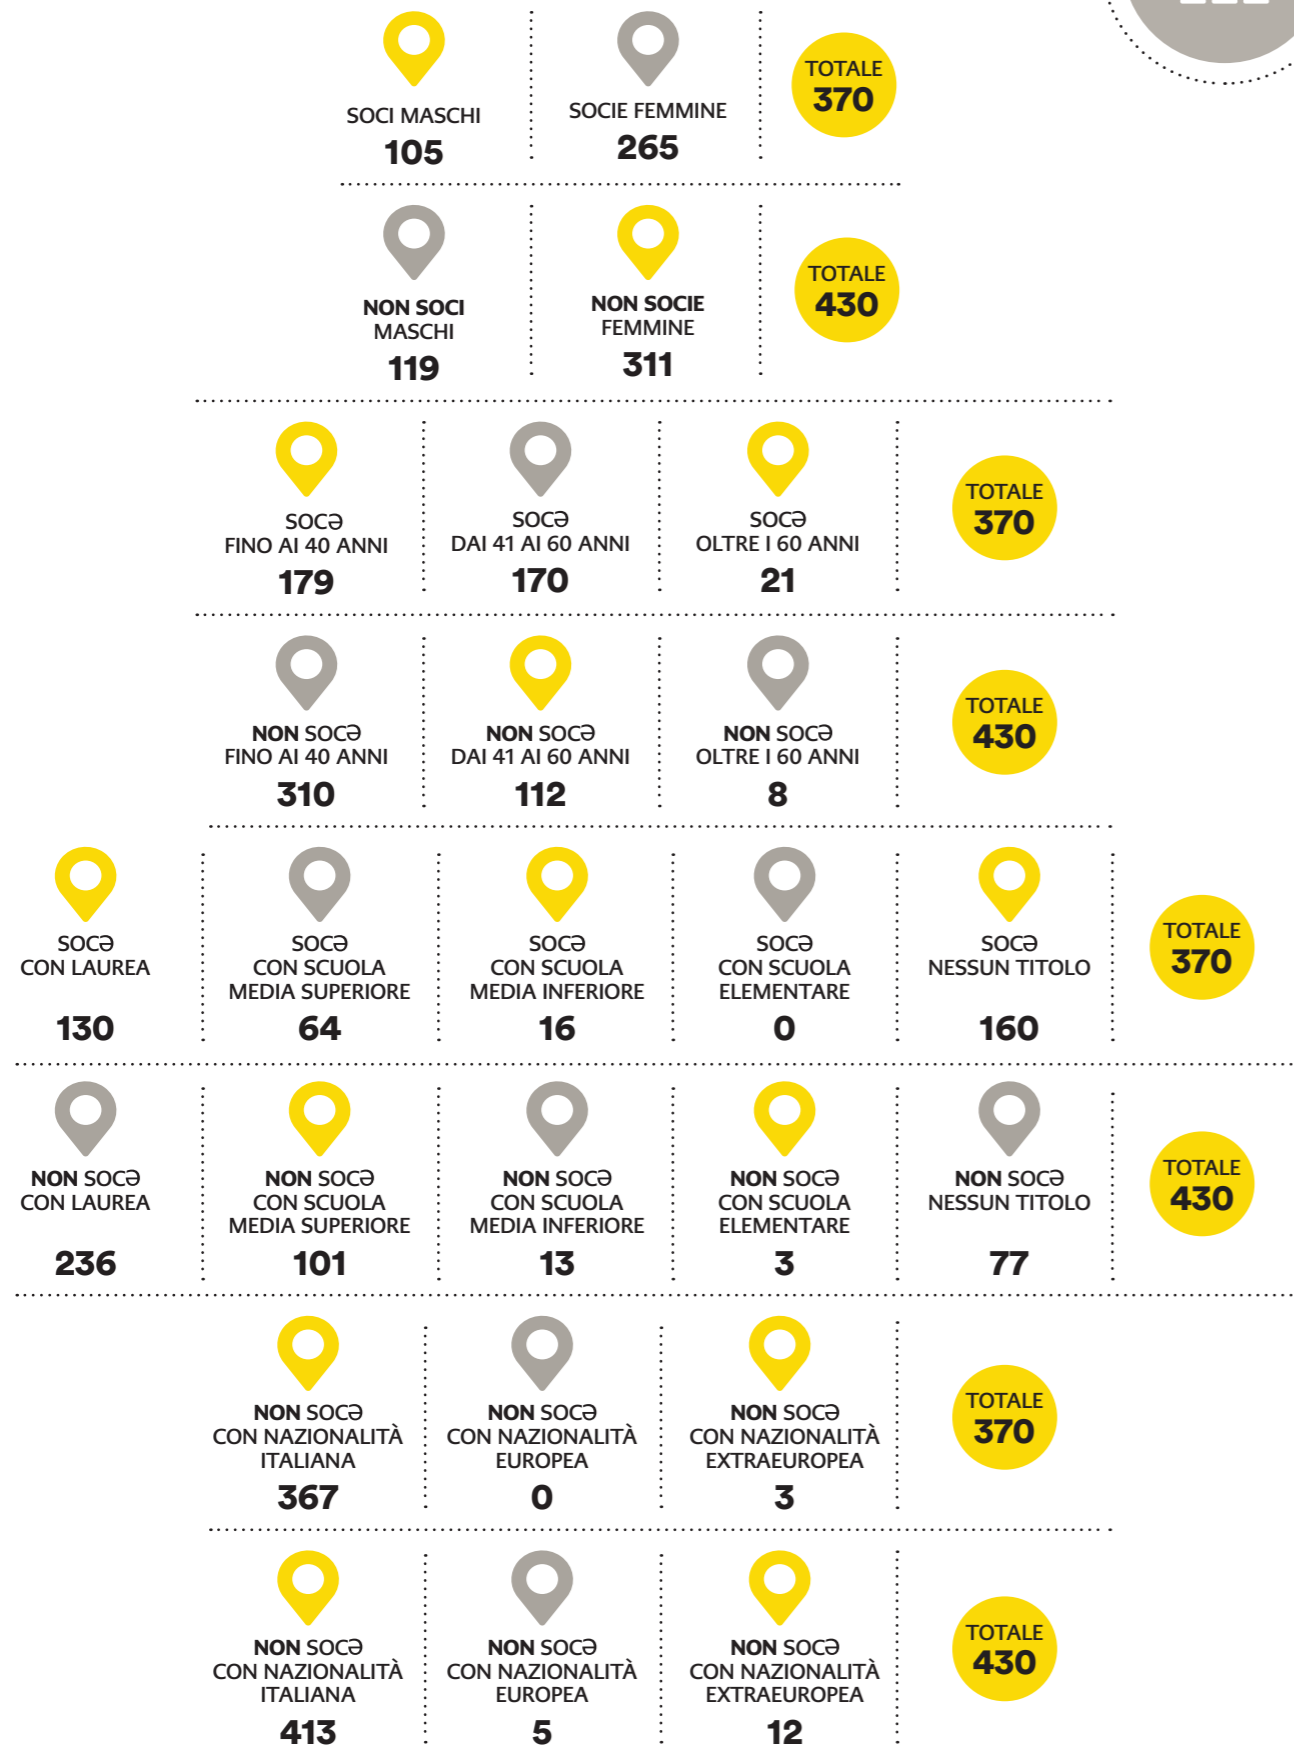 SOCI MASCHI
105
SOCIE FEMMINE
265
TOTALE
370
NON SOCI
MASCHI
119
NON SOCIE
FEMMINE
311
TOTALE
430
SOCƏ
FINO AI 40 ANNI
179
SOCƏ
DAI 41 AI 60 ANNI
170
SOCƏ
OLTRE I 60 ANNI
21
TOTALE
370
NON SOCƏ
FINO AI 40 ANNI
310
NON SOCƏ
DAI 41 AI 60 ANNI
112
NON SOCƏ
OLTRE I 60 ANNI
8
TOTALE
430
SOCƏ
CON LAUREA
130
SOCƏ
CON SCUOLA
MEDIA SUPERIORE
64
SOCƏ
CON SCUOLA
MEDIA INFERIORE
16
SOCƏ
CON SCUOLA
ELEMENTARE
0
SOCƏ
NESSUN TITOLO
160
TOTALE
370
NON SOCƏ
CON LAUREA
236
NON SOCƏ
CON SCUOLA
MEDIA SUPERIORE
101
NON SOCƏ
CON SCUOLA
MEDIA INFERIORE
13
NON SOCƏ
CON SCUOLA
ELEMENTARE
3
NON SOCƏ
NESSUN TITOLO
77
TOTALE
430
NON SOCƏ
CON NAZIONALITÀ
ITALIANA
367
NON SOCƏ
CON NAZIONALITÀ
EUROPEA
0
NON SOCƏ
CON NAZIONALITÀ
EXTRAEUROPEA
3
TOTALE
370
NON SOCƏ
CON NAZIONALITÀ
ITALIANA
413
NON SOCƏ
CON NAZIONALITÀ
EUROPEA
5
NON SOCƏ
CON NAZIONALITÀ
EXTRAEUROPEA
12
TOTALE
430